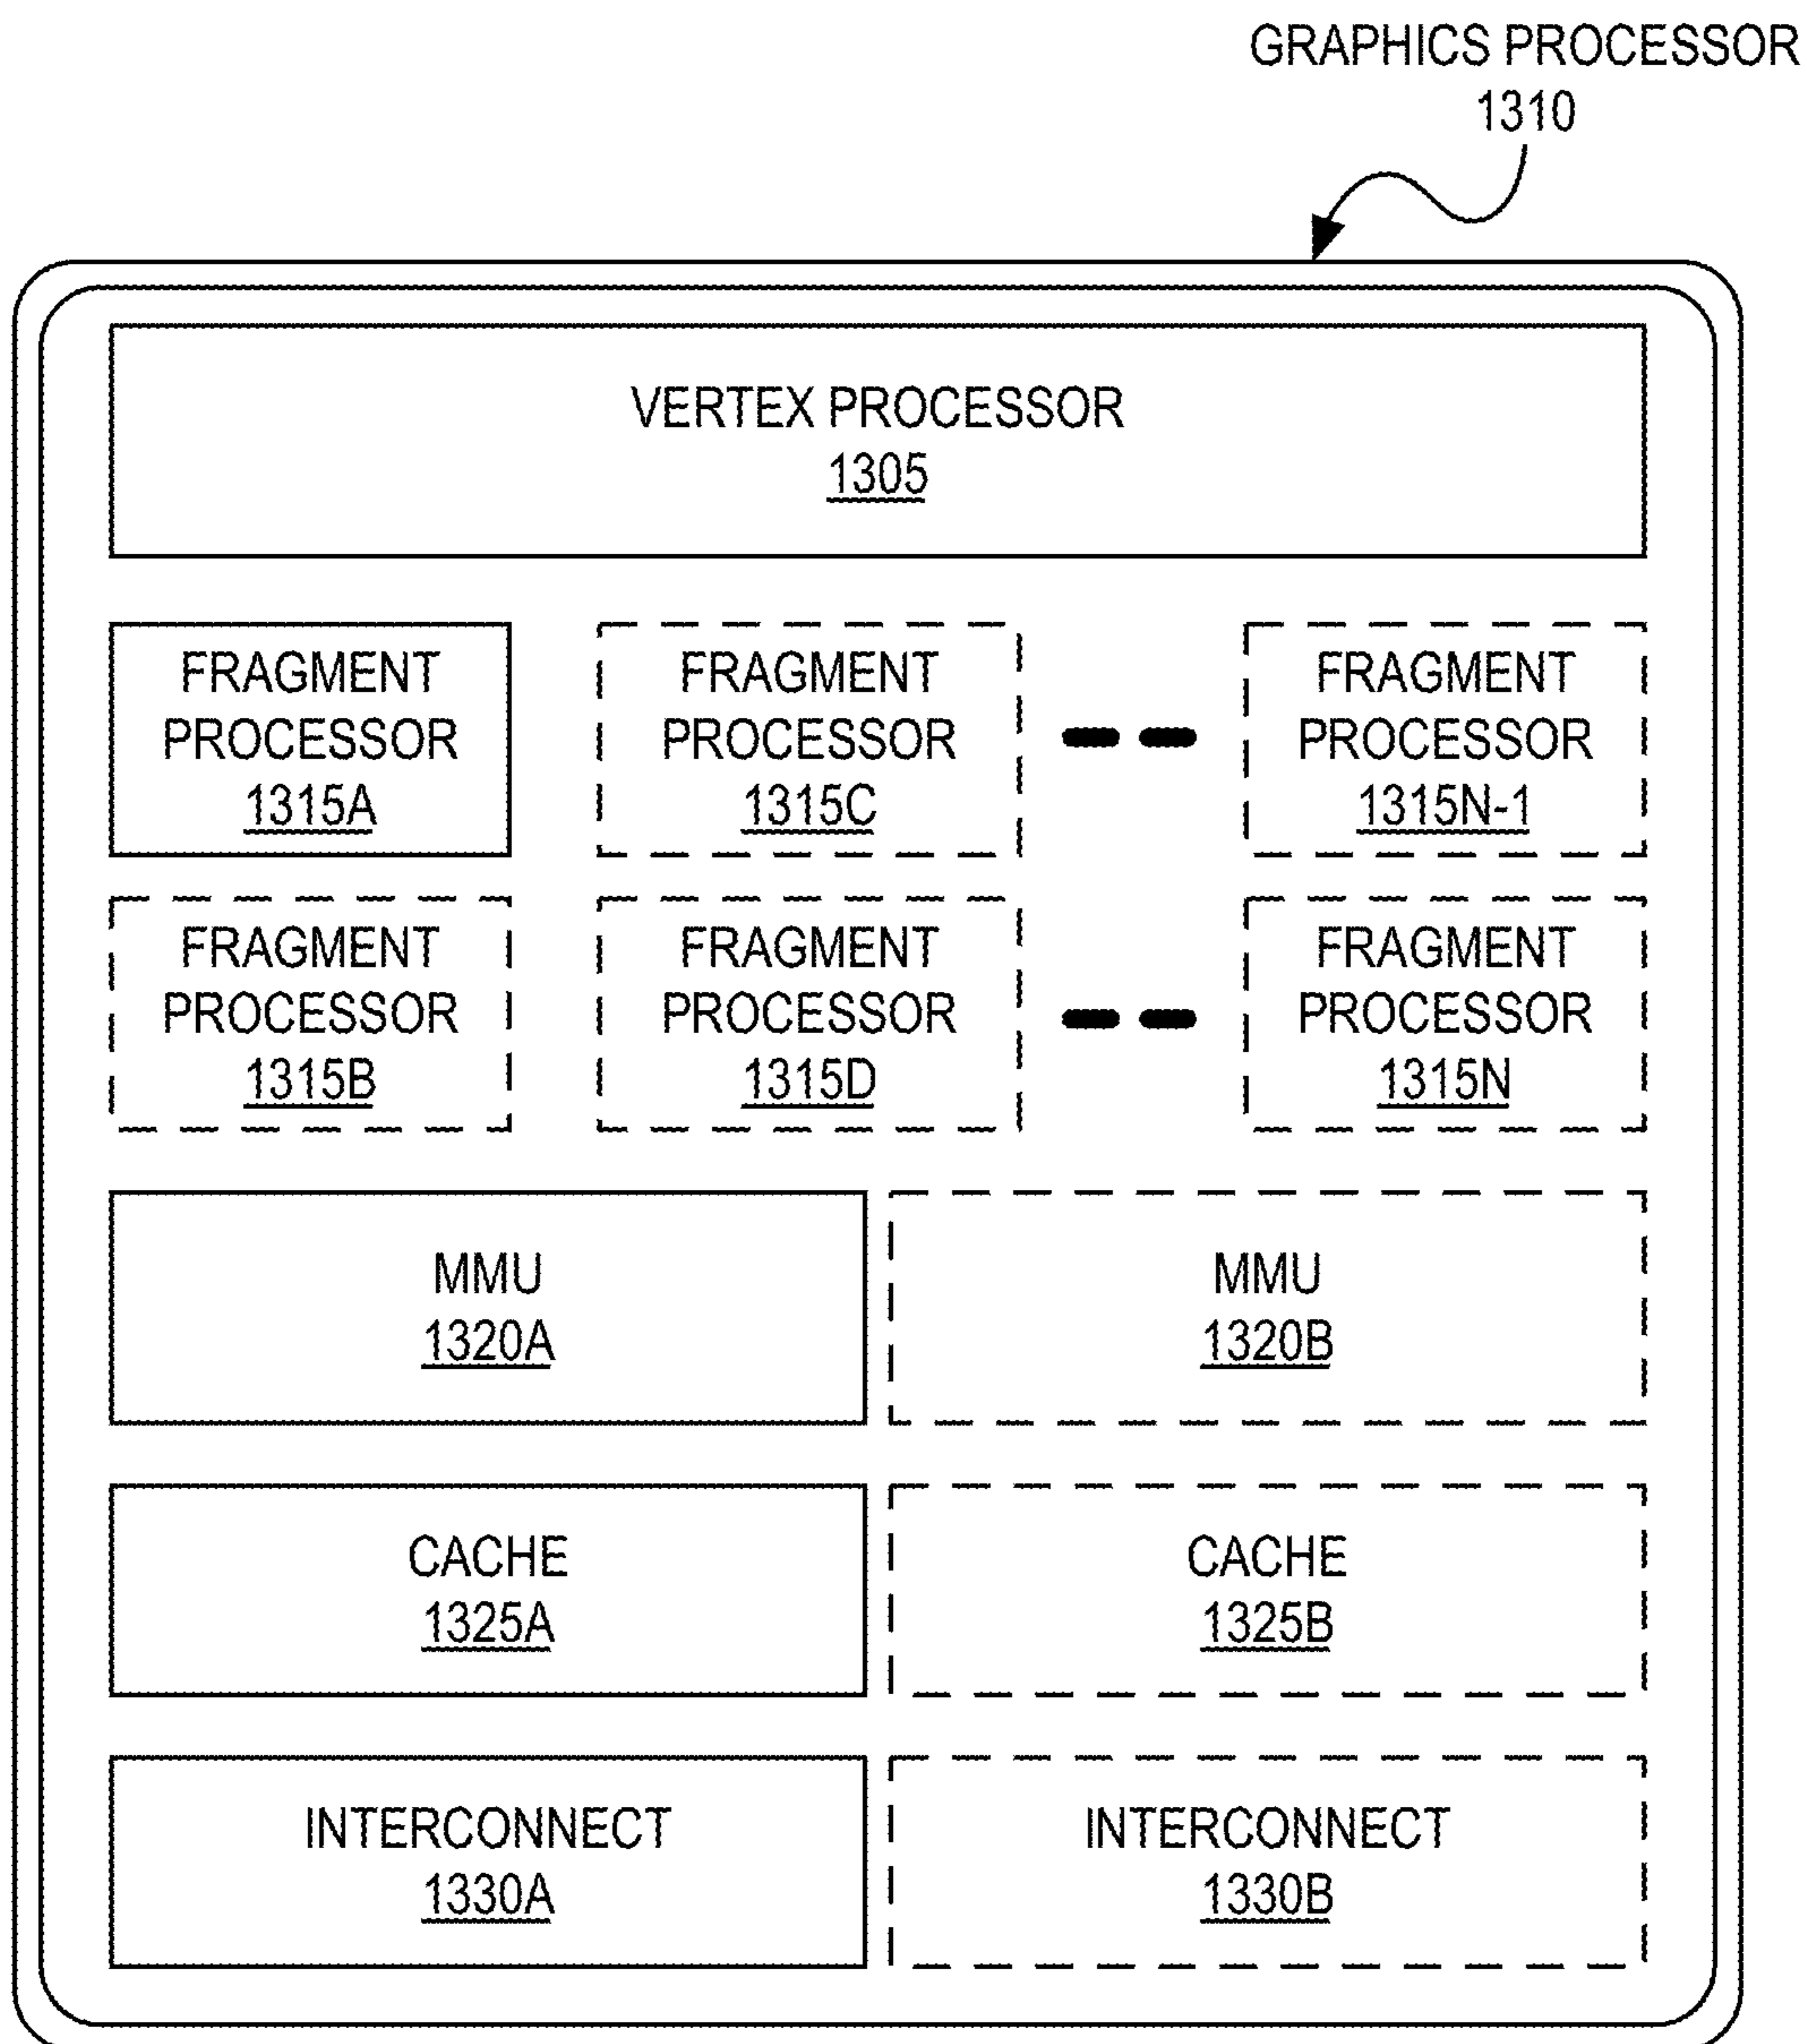 GRAPHICS PROCESSOR
1310
VERTEX PROCESSOR
1305
FRAGMENT
PROCESSOR
1315A
FRAGMENT
PROCESSOR
1315C
FRAGMENT
PROCESSOR
1315N-1
FRAGMENT
PROCESSOR
1315B
FRAGMENT
PROCESSOR
1315D
FRAGMENT
PROCESSOR
1315N
MMU
1320A
MMU
1320B
CACHE
1325A
CACHE
1325B
INTERCONNECT
1330A
INTERCONNECT
1330B